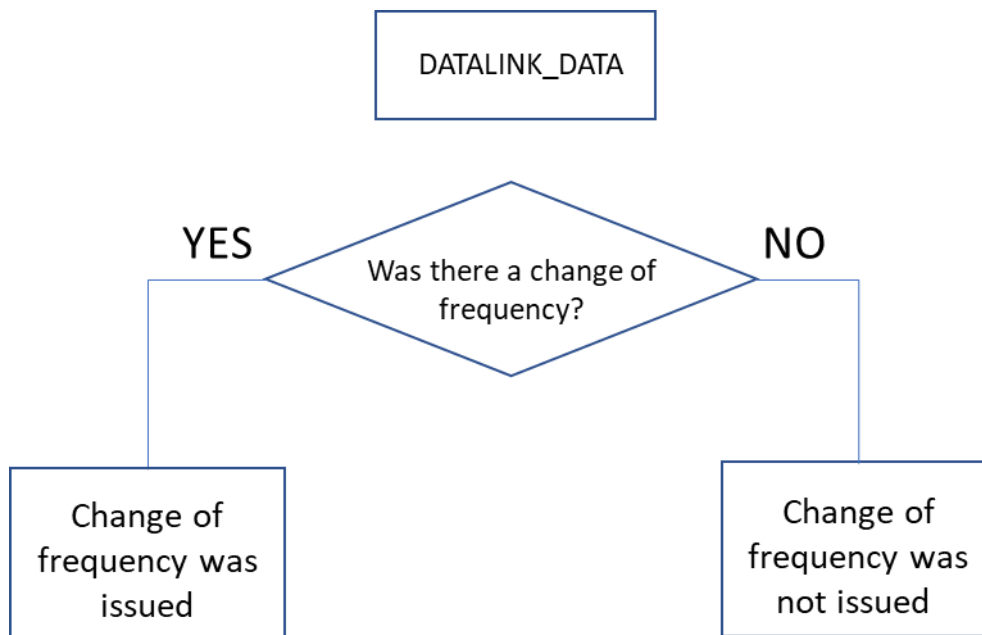 DATALINK_DATA
YES
NO
Was there a change of
frequency?
Change of
frequency was
issued
Change of
frequency was
not issued